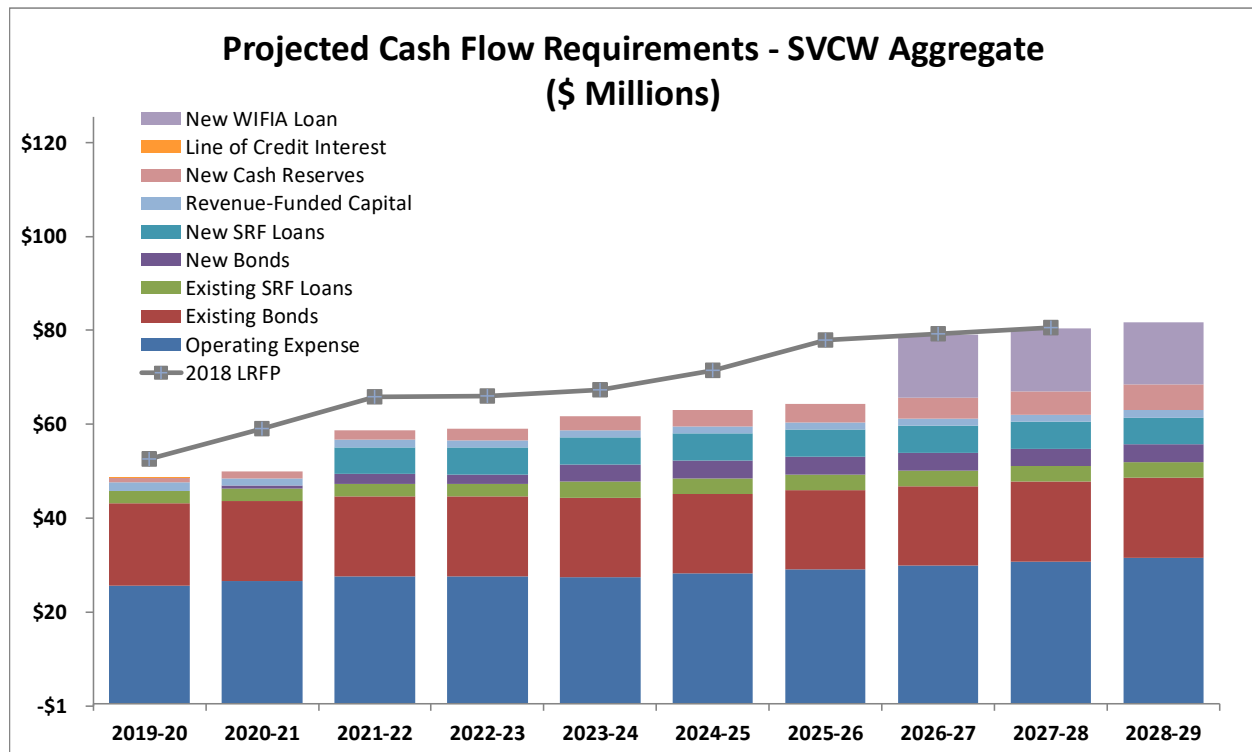 Projected Cash Flow Requirements - SVCW Aggregate
($ Millions)
New WIFIA Loan
Line of Credit Interest
New Cash Reserves
Revenue-Funded Capital
New SRF Loans
New Bonds
Existing SRF Loans
Existing Bonds
Operating Expense
2018 LRFP
$120
$100
$80
$60
$40
$20
-$1
2019-20 2020-21 2021-22 2022-23 2023-24 2024-25 2025-26 2026-27 2027-28 2028-29